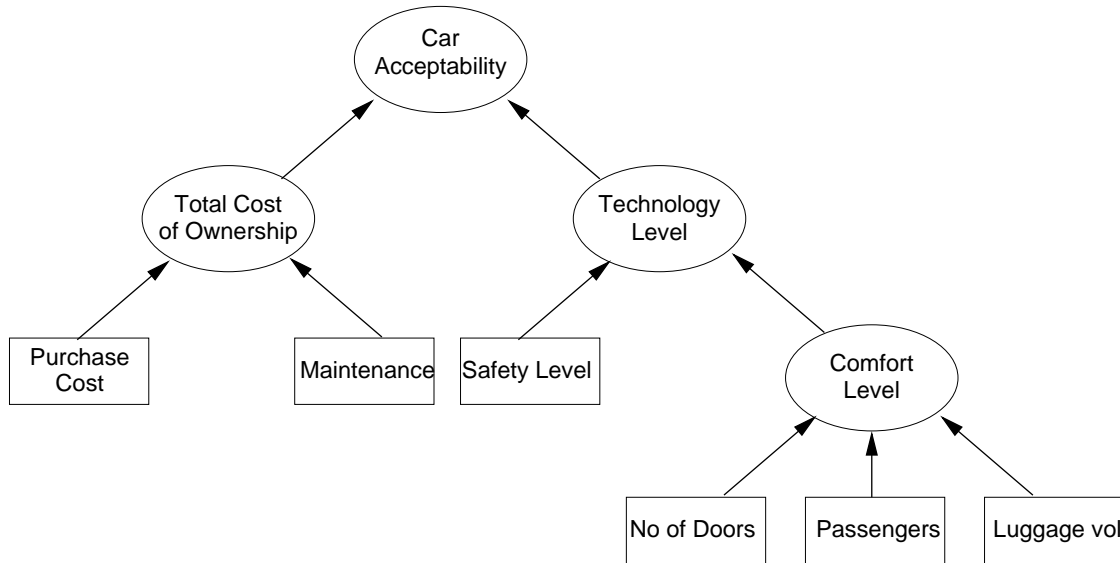 Car
Acceptability
Total Cost
of Ownership
Technology
Level
Purchase
Cost
Maintenance
Safety Level
Comfort
Level
No of Doors
Passengers
Luggage vol